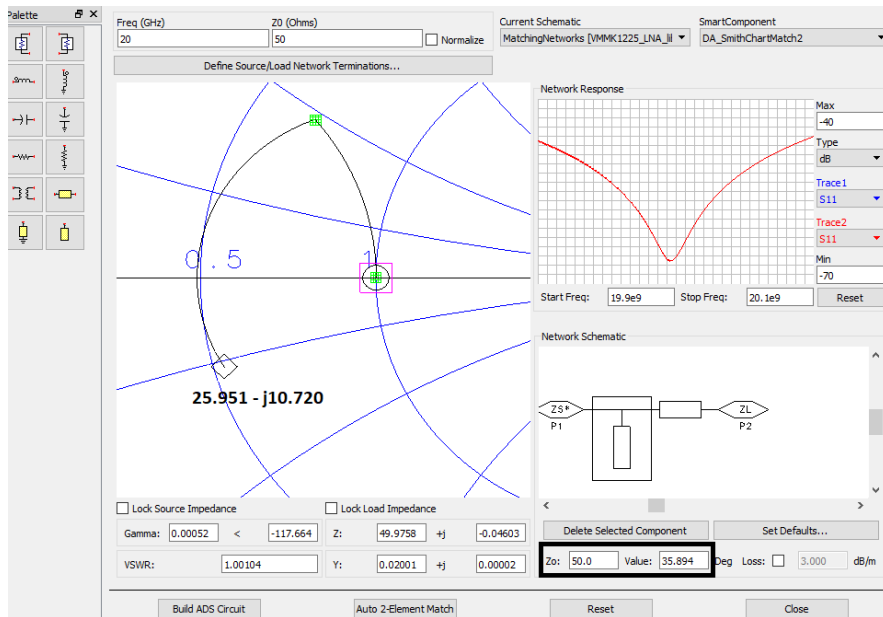 Palette
Freq (GHz)
Z0 (Ohms)
20
50
Normalize
Current Schematic
SmartComponent
MatchingNetworks [VMMK1225_LNA_lil
DA_SmithChartMatch2
Define Source/Load Network Terminations...
0.5
1
25.951 - j10.720
Network Response
Max
-40
Type
dB
Trace1
S11
Trace2
S11
Min
-70
Start Freq: 19.9e9 Stop Freq: 20.1e9 Reset
Network Schematic
ZS*
P1
ZL
P2
Lock Source Impedance
Lock Load Impedance
Gamma: 0.00052 < -117.664
Z: 49.9758 +j -0.04603
VSWR: 1.00104
Y: 0.02001 +j 0.00002
Delete Selected Component
Set Defaults...
Zo: 50.0 Value: 35.894 Deg Loss: 3.000 dB/m
Build ADS Circuit
Auto 2-Element Match
Reset
Close